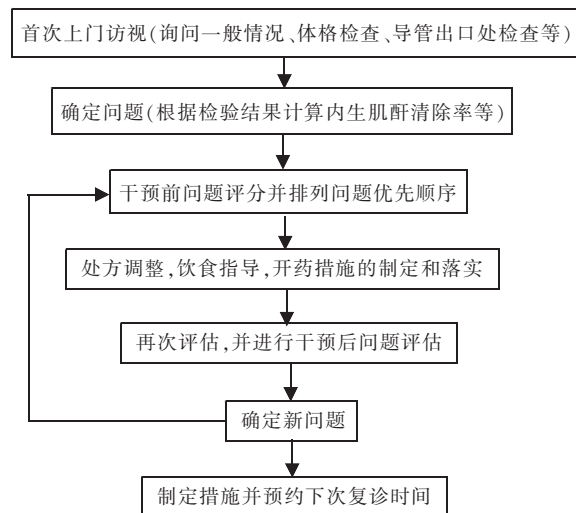 首次上门访视(询问一般情况、体格检查、导管出口处检查等)
确定问题(根据检验结果计算内生肌酐清除率等)
干预前问题评分并排列问题优先顺序
处方调整,饮食指导,开药措施的制定和落实
再次评估,并进行干预后问题评估
确定新问题
制定措施并预约下次复诊时间